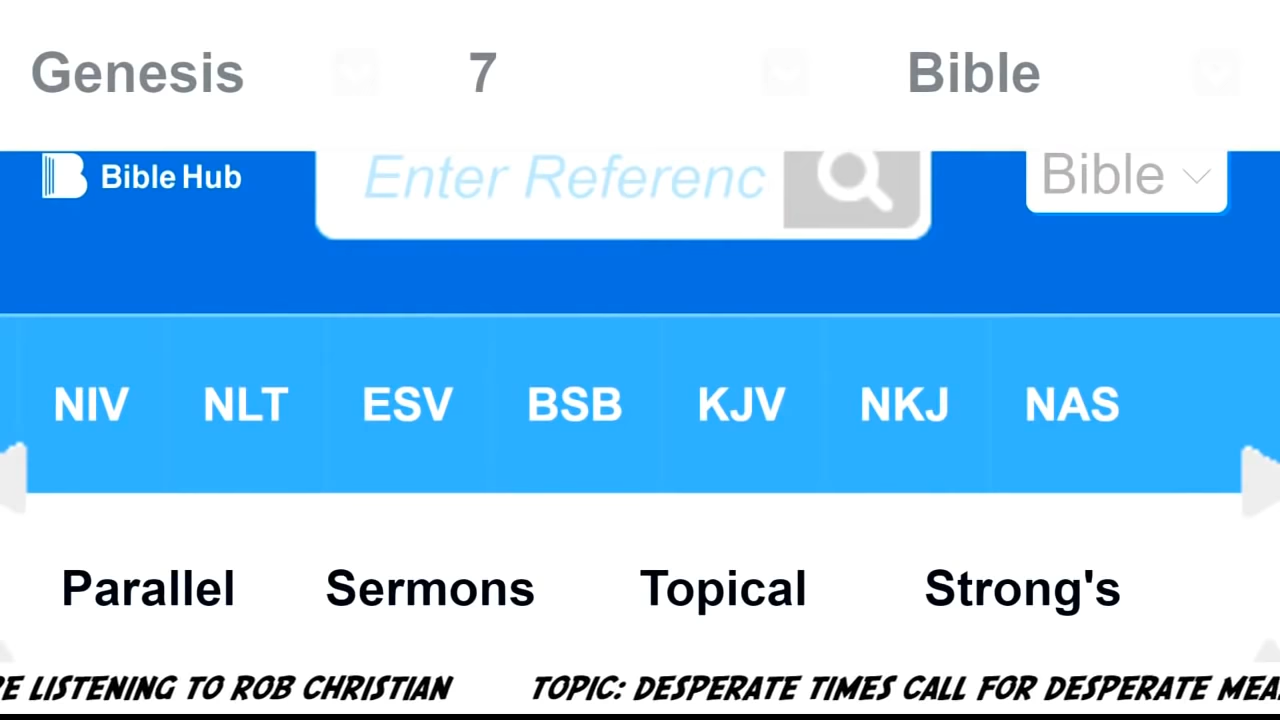 Genesis 7 Bible
Bible Hub Enter Referenc Bible
NIV NLT ESV BSB KJV NKJ NAS
Parallel Sermons Topical Strong's
RE LISTENING TO ROB CHRISTIAN TOPIC: DESPERATE TIMES CALL FOR DESPERATE MEA